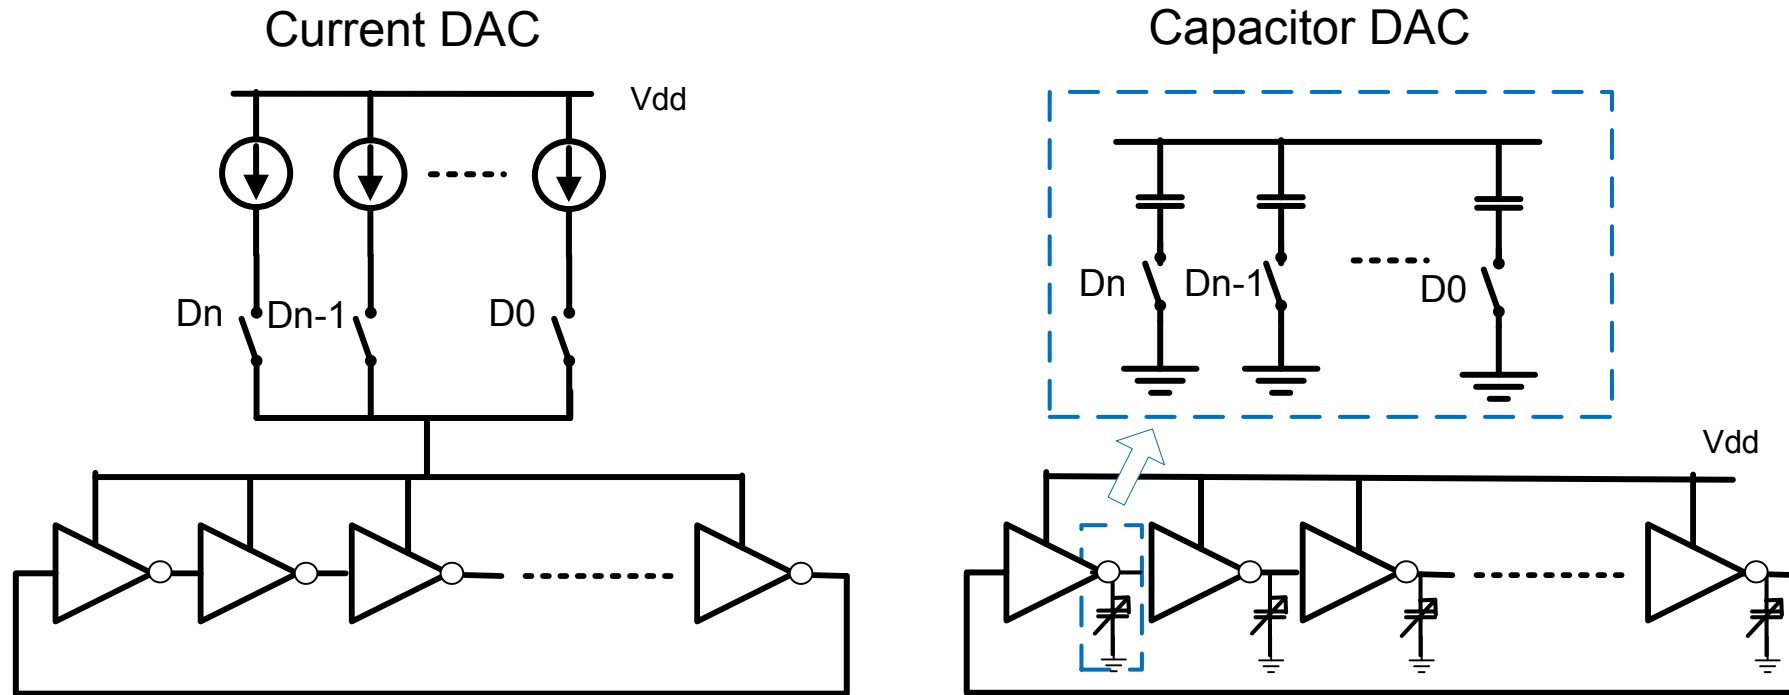 Current DAC
Vdd
Dn
Dn-1
D0
Capacitor DAC
Dn
Dn-1
D0
Vdd